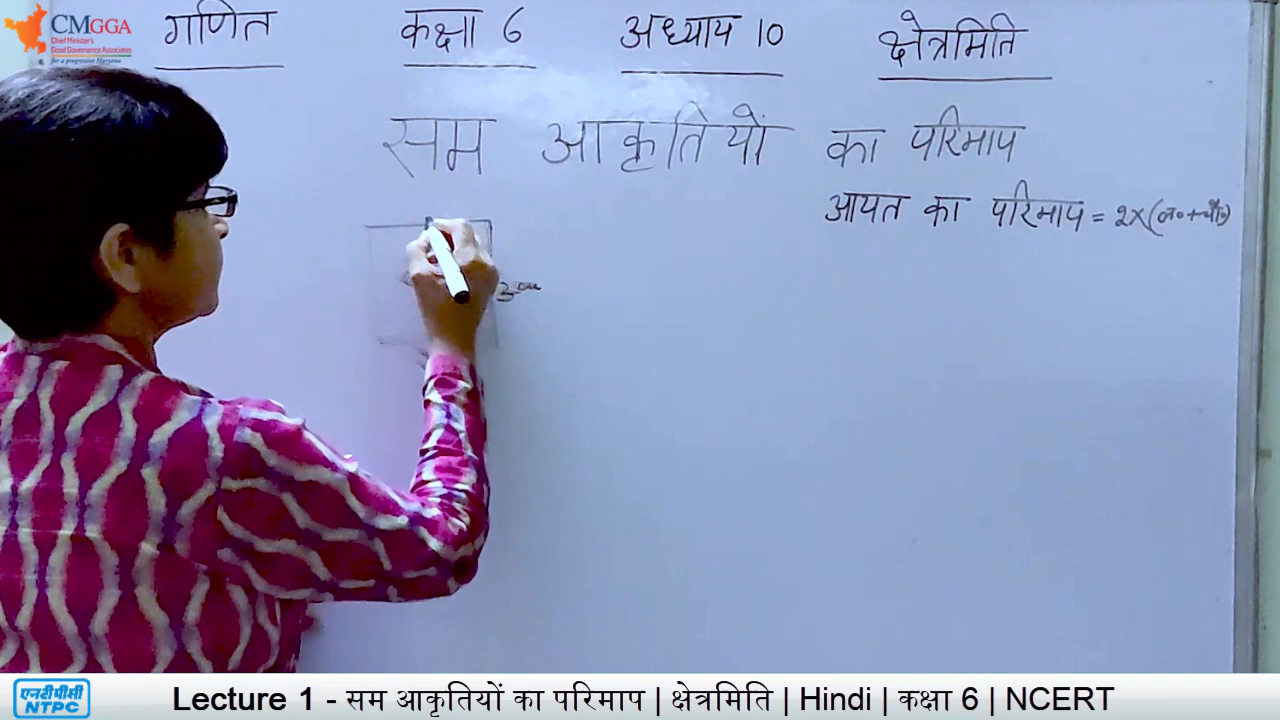 CMGGA
Chief Minister's
Good Governance Associates
for a progressive Haryana
गणित कक्षा 6 अध्याय 10 क्षेत्रमिति
सम आकृतियों का परिमाप
आयत का परिमाप = 2×(ल०+चौ०)
3cm
एनटीपीसी
NTPC
Lecture 1 - सम आकृतियों का परिमाप | क्षेत्रमिति | Hindi | कक्षा 6 | NCERT